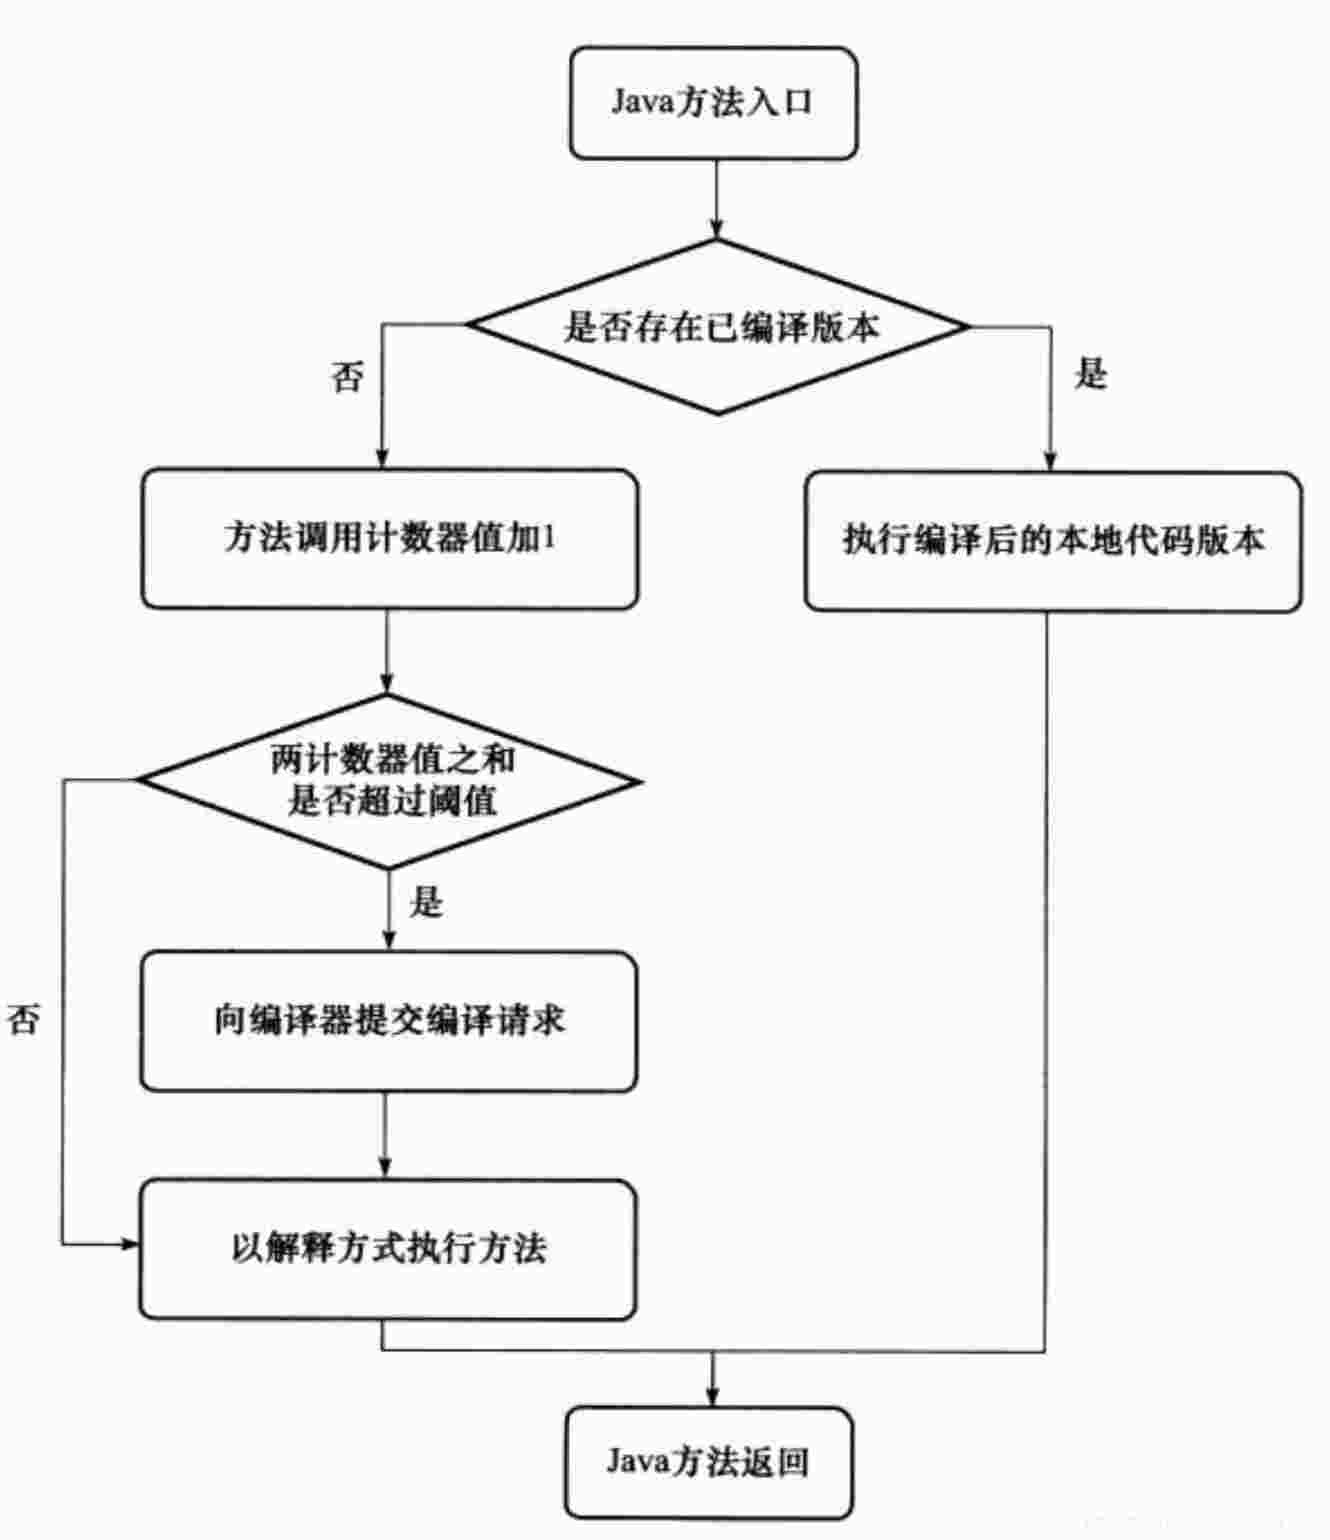 Java方法入口
是否存在已编译版本
否
是
方法调用计数器值加1
执行编译后的本地代码版本
两计数器值之和
是否超过阈值
是
向编译器提交编译请求
否
以解释方式执行方法
Java方法返回